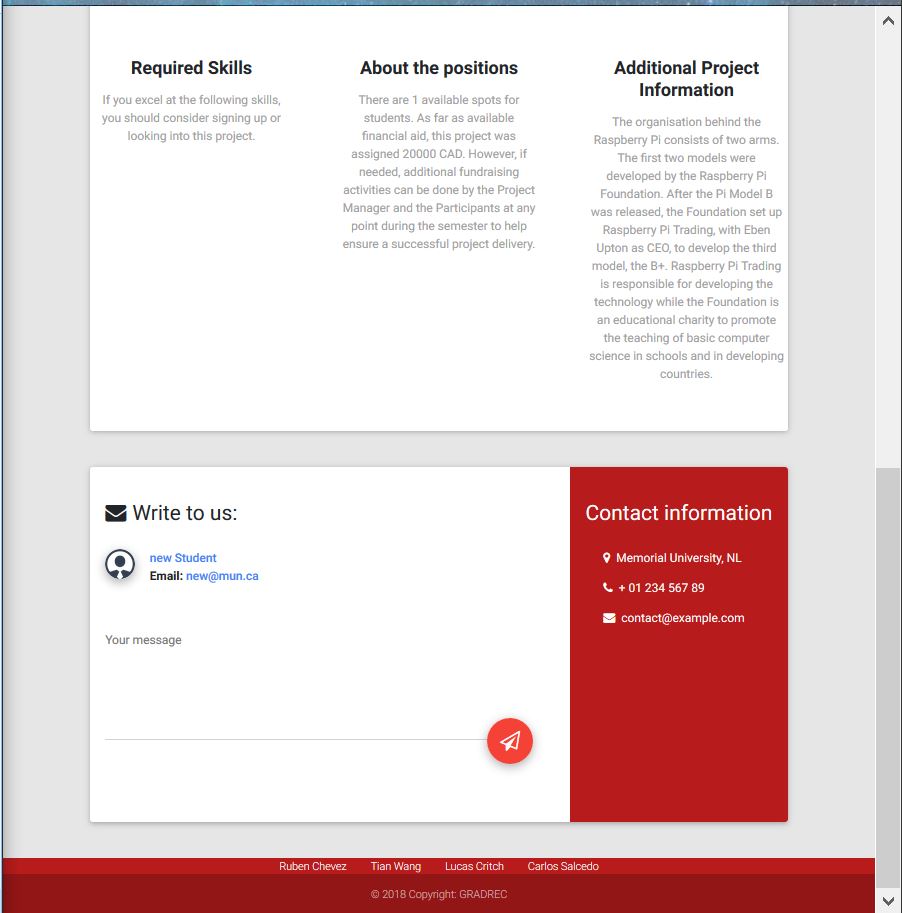 Required Skills
If you excel at the following skills,
you should consider signing up or
looking into this project.
About the positions
There are 1 available spots for
students. As far as available
financial aid, this project was
assigned 20000 CAD. However, if
needed, additional fundraising
activities can be done by the Project
Manager and the Participants at any
point during the semester to help
ensure a successful project delivery.
Additional Project
Information
The organisation behind the
Raspberry Pi consists of two arms.
The first two models were
developed by the Raspberry Pi
Foundation. After the Pi Model B
was released, the Foundation set up
Raspberry Pi Trading, with Eben
Upton as CEO, to develop the third
model, the B+. Raspberry Pi Trading
is responsible for developing the
technology while the Foundation is
an educational charity to promote
the teaching of basic computer
science in schools and in developing
countries.
Write to us:
new Student
Email: new@mun.ca
Your message
Contact information
Memorial University, NL
+ 01 234 567 89
contact@example.com
Ruben Chevez Tian Wang Lucas Critch Carlos Salcedo
© 2018 Copyright: GRADREC